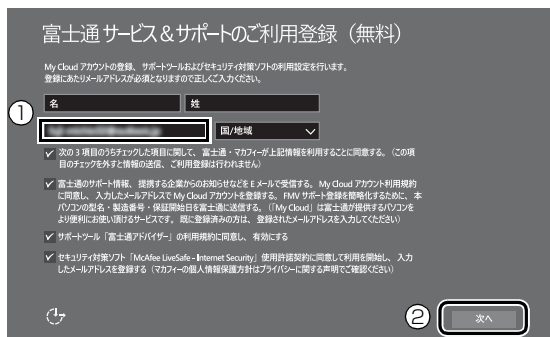 富士通サービス&サポートのご利用登録（無料）
My Cloud アカウントの登録、サポートツールおよびセキュリティ対策ソフトの利用設定を行います。
登録にあたりメールアドレスが必須となりますので正しくご入力ください。
① 名 姓
国/地域
次の3項目のうちチェックした項目に関して、富士通・マカフィーが上記情報を利用することに同意する。（この項
目のチェックを外すと情報の送信、ご利用登録は行われません）
富士通のサポート情報、提携する企業からのお知らせなどをEメールで受信する。My Cloud アカウント利用規約
に同意し、入力したメールアドレスで My Cloud アカウントを登録する。FMV サポート登録を簡略化するために、本
パソコンの型名・製造番号・保証開始日を富士通に送信する。（「My Cloud」は富士通が提供するパソコンを
より便利にお使い頂けるサービスです。既に登録済みの方は、登録されたメールアドレスを入力してください）
サポートツール「富士通アドバイザー」の利用規約に同意し、有効にする
セキュリティ対策ソフト「McAfee LiveSafe – Internet Security」使用許諾契約に同意して利用を開始し、入力
したメールアドレスを登録する（マカフィーの個人情報保護方針はプライバシーに関する声明でご確認ください）
② 次へ